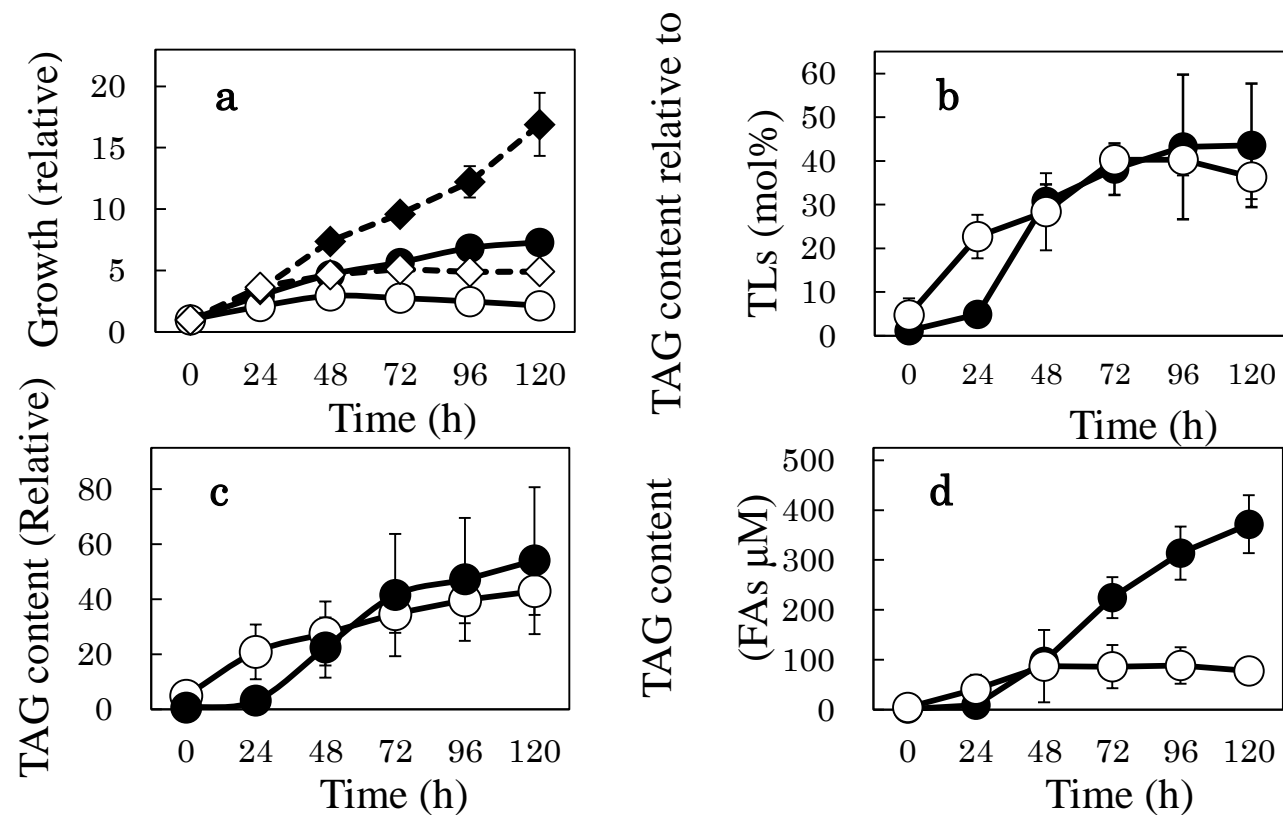 Growth (relative)
20
15
10
5
0
a
0 24 48 72 96 120
Time (h)
TAG content relative to
TLs (mol%)
60
50
40
30
20
10
0
b
0 24 48 72 96 120
Time (h)
TAG content (Relative)
80
60
40
20
0
c
0 24 48 72 96 120
Time (h)
TAG content
(FAs μM)
500
400
300
200
100
0
d
0 24 48 72 96 120
Time (h)